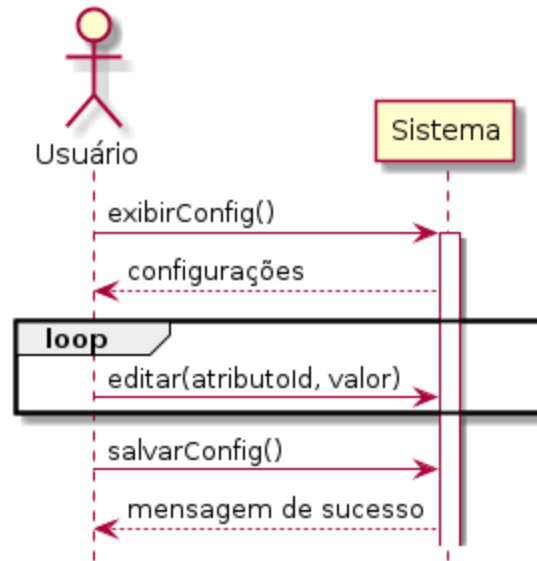 Usuário
Sistema
exibirConfig()
configurações
loop
editar(atributoId, valor)
salvarConfig()
mensagem de sucesso